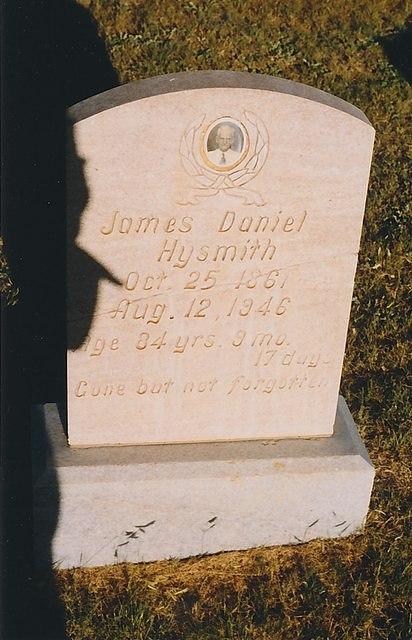 James Daniel
Hysmith
Oct. 25 1861
Aug. 12, 1946
age 84 yrs. 9 mo.
17 days
Gone but not forgotten